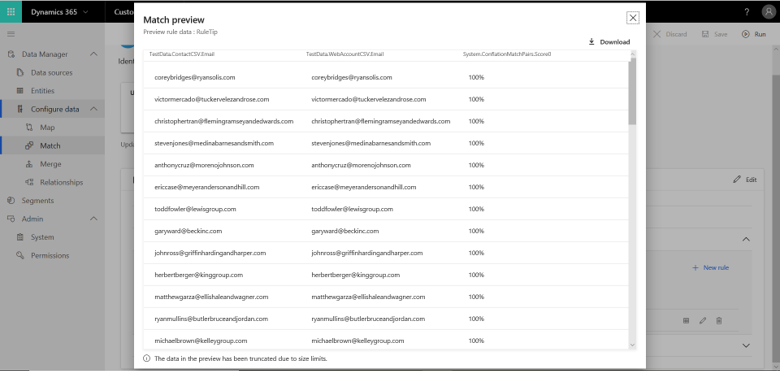 Dynamics 365
Custo
?
Match preview
Preview rule data : RuleTip
Download
Discard
Save
Run
TestData.ContactCSV.Email TestData.WebAccountCSV.Email System.ConflationMatchPairs.Score0
coreybridges@ryansolis.com coreybridges@ryansolis.com 100%
victormercado@tuckervelezandrose.com victormercado@tuckervelezandrose.com 100%
christophertran@flemingramseyandedwards.com christophertran@flemingramseyandedwards.com 100%
stevenjones@medinabarnesandsmith.com stevenjones@medinabarnesandsmith.com 100%
anthonycruz@morenojohnson.com anthonycruz@morenojohnson.com 100%
ericcase@meyerandersonandhill.com ericcase@meyerandersonandhill.com 100%
toddfowler@lewisgroup.com toddfowler@lewisgroup.com 100%
garyward@beckinc.com garyward@beckinc.com 100%
johnross@griffinhardingandharper.com johnross@griffinhardingandharper.com 100%
herbertberger@kinggroup.com herbertberger@kinggroup.com 100%
matthewgarza@ellishaleandwagner.com matthewgarza@ellishaleandwagner.com 100%
ryanmullins@butlerbruceandjordan.com ryanmullins@butlerbruceandjordan.com 100%
michaelbrown@kelleygroup.com michaelbrown@kelleygroup.com 100%
The data in the preview has been truncated due to size limits.
Data Manager
Data sources
Entities
Configure data
Map
Match
Merge
Relationships
Segments
Admin
System
Permissions
Ident
Upda
Edit
New rule